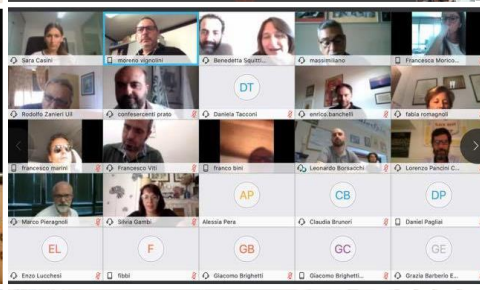 Sara Casini
moreno vignolini
Benedetta Squitti...
massimiliano
Francesca Morico...
Rodolfo Zanieri Uil
confesercenti prato
DT
Daniela Tacconi
enrico.banchelli
fabia romagnoli
francesco marini
Francesco Viti
franco bini
Leonardo Borsacchi
Lorenzo Pancini C...
Marco Pieragnoli
Silvia Gambi
AP
Alessia Pera
CB
Claudia Brunori
DP
Daniel Pagliai
EL
Enzo Lucchesi
F
fibbi
GB
Giacomo Brighetti
GC
Giacomo Brighetti...
GE
Grazia Barberio E...